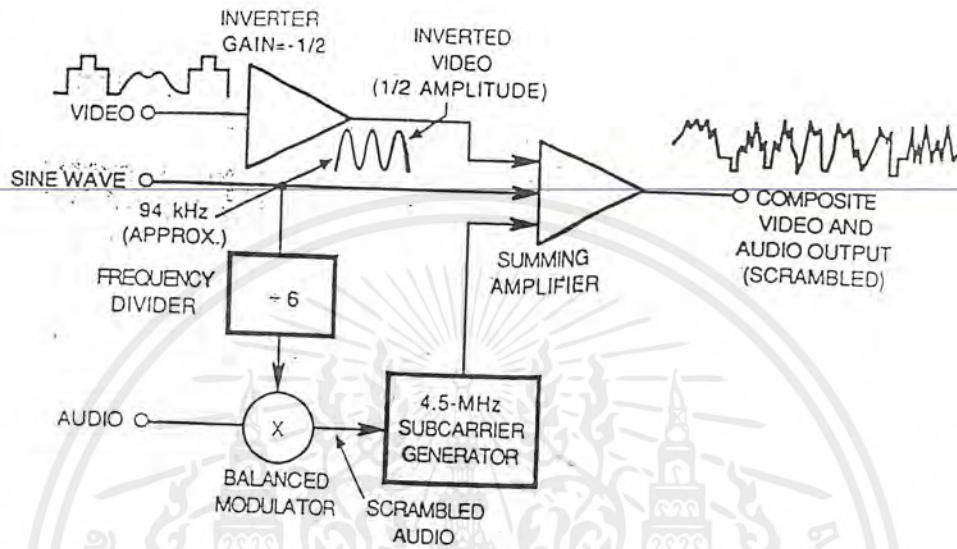 INVERTER
GAIN=-1/2
INVERTED
VIDEO
(1/2 AMPLITUDE)
VIDEO
SINE WAVE
94 kHz
(APPROX.)
COMPOSITE
VIDEO AND
AUDIO OUTPUT
(SCRAMBLED)
SUMMING
AMPLIFIER
FREQUENCY
DIVIDER
÷6
AUDIO
X
4.5-MHz
SUBCARRIER
GENERATOR
BALANCED
MODULATOR
SCRAMBLED
AUDIO